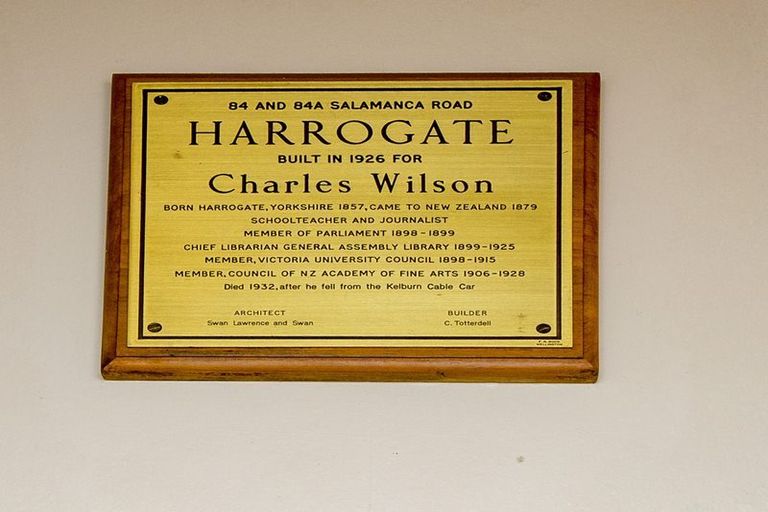 84 AND 84A SALAMANCA ROAD
HARROGATE
BUILT IN 1926 FOR
Charles Wilson
BORN HARROGATE, YORKSHIRE 1857, CAME TO NEW ZEALAND 1879
SCHOOLTEACHER AND JOURNALIST
MEMBER OF PARLIAMENT 1898-1899
CHIEF LIBRARIAN GENERAL ASSEMBLY LIBRARY 1899-1925
MEMBER, VICTORIA UNIVERSITY COUNCIL 1898-1915
MEMBER, COUNCIL OF NZ ACADEMY OF FINE ARTS 1906-1928
Died 1932, after he fell from the Kelburn Cable Car
ARCHITECT BUILDER
Swan Lawrence and Swan C. Totterdell
WELLINGTON